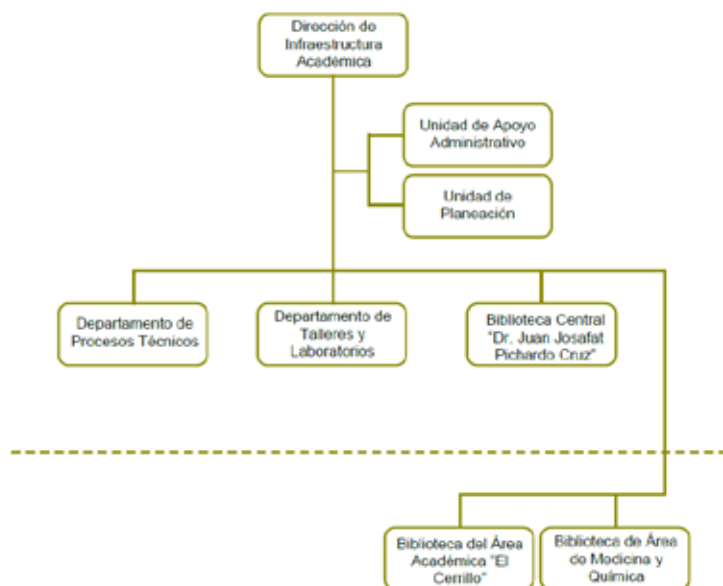 Dirección de
Infraestructura
Académica
Unidad de Apoyo
Administrativo
Unidad de
Planeación
Departamento de
Procesos Técnicos
Departamento de
Talleres y
Laboratorios
Biblioteca Central
"Dr. Juan Josafat
Pichardo Cruz"
Biblioteca del Área
Académica "El
Cerrillo"
Biblioteca de Área
de Medicina y
Química